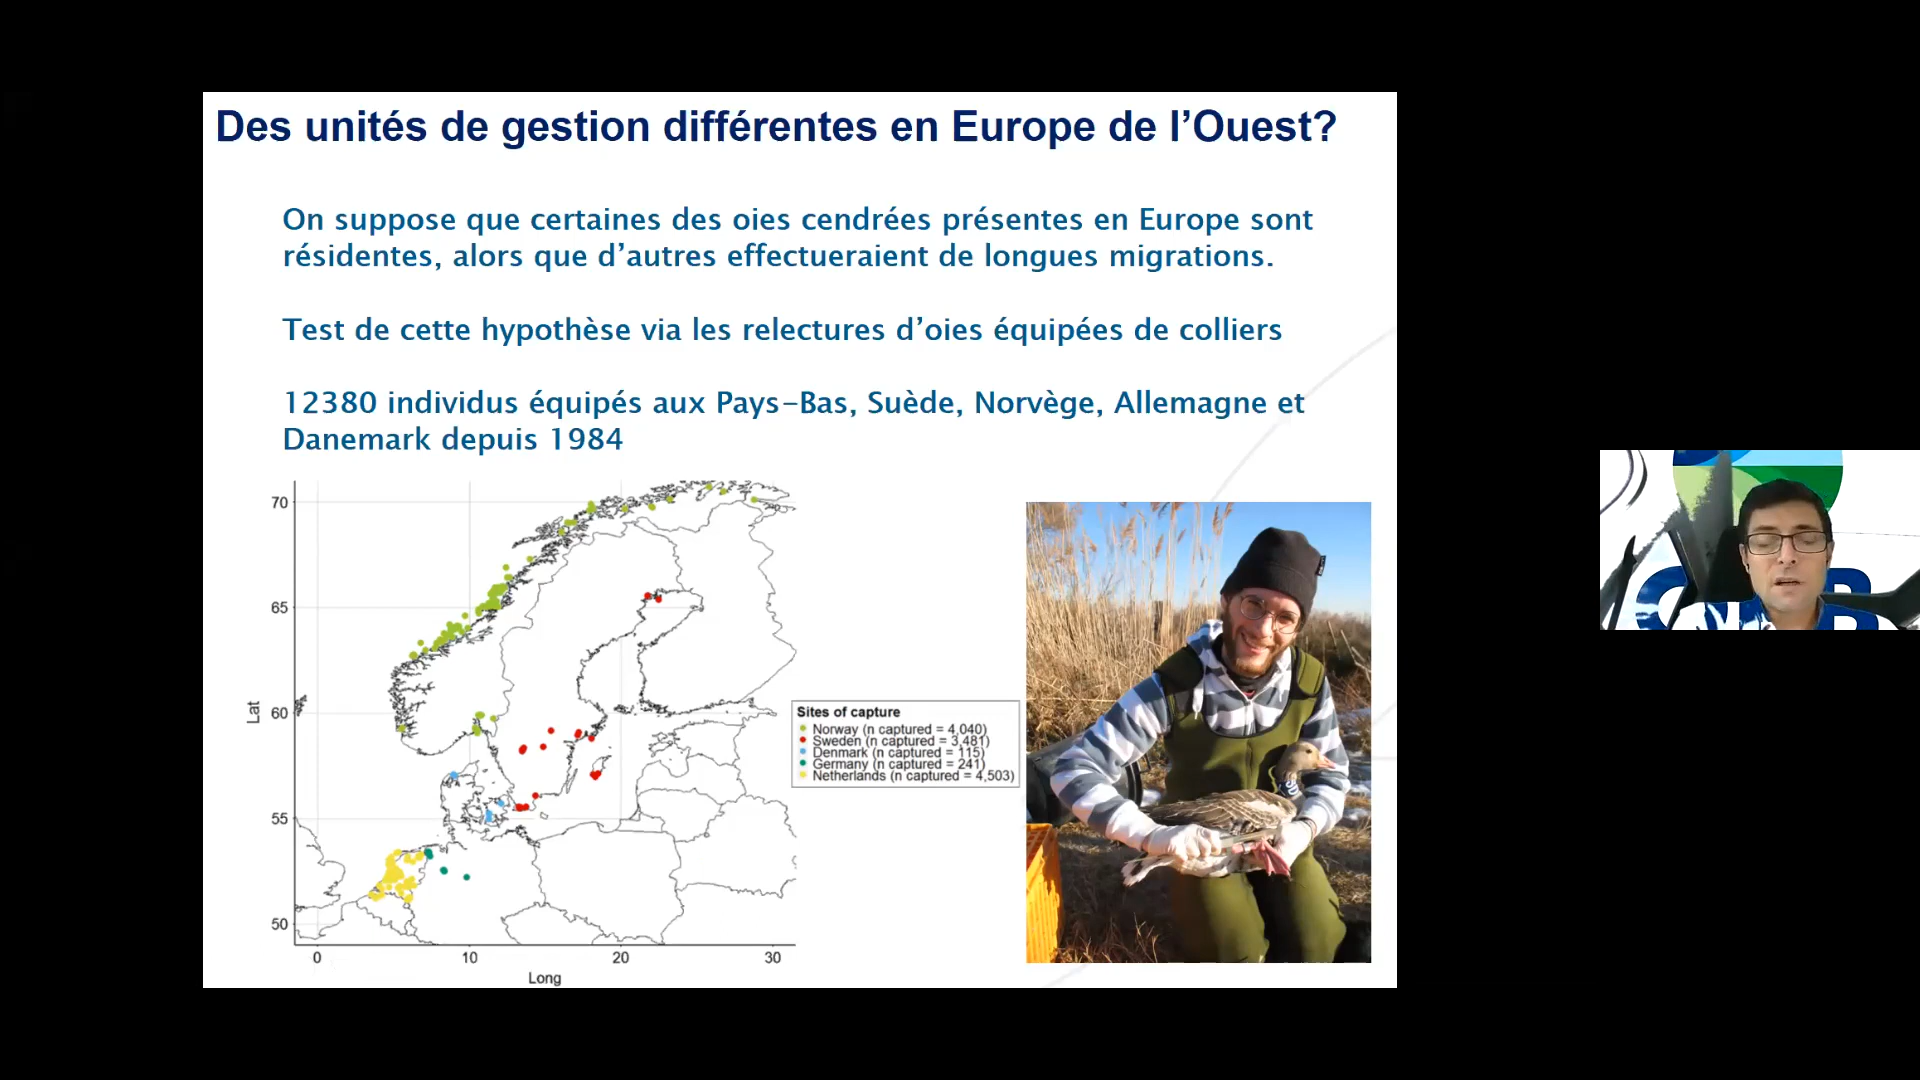 Des unités de gestion différentes en Europe de l'Ouest?
On suppose que certaines des oies cendrées présentes en Europe sont
résidentes, alors que d'autres effectueraient de longues migrations.
Test de cette hypothèse via les relectures d'oies équipées de colliers
12380 individus équipés aux Pays-Bas, Suède, Norvège, Allemagne et
Danemark depuis 1984
70
65
60
55
50
Lat
0 10 20 30
Long
Sites of capture
Norway (n captured = 4,040)
Sweden (n captured = 3,481)
Denmark (n captured = 115)
Germany (n captured = 241)
Netherlands (n captured = 4,503)